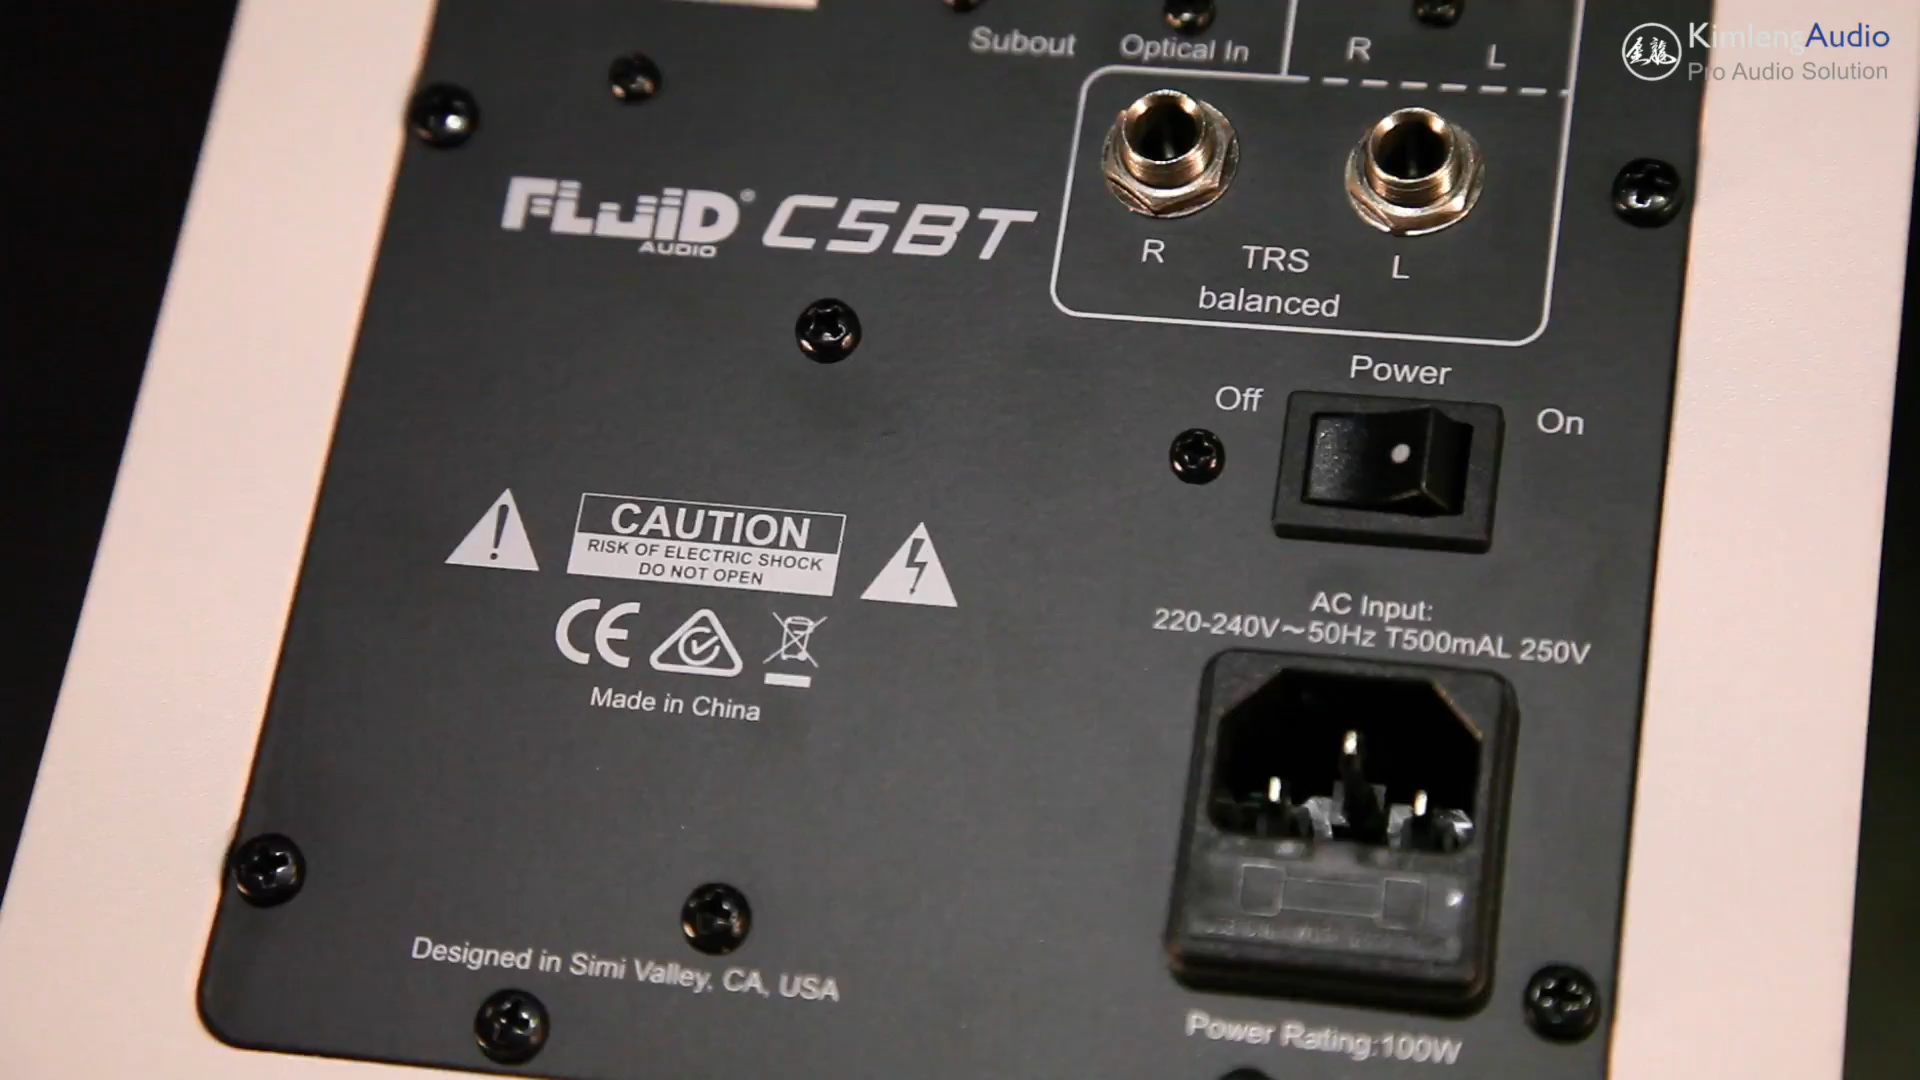 金龍 KimlengAudio
Pro Audio Solution
Subout Optical In R L
FLUID® C5BT
AUDIO
R TRS L
balanced
Power
Off On
CAUTION
RISK OF ELECTRIC SHOCK
DO NOT OPEN
CE
Made in China
AC Input:
220-240V～50Hz T500mAL 250V
Designed in Simi Valley, CA, USA
Power Rating:100W